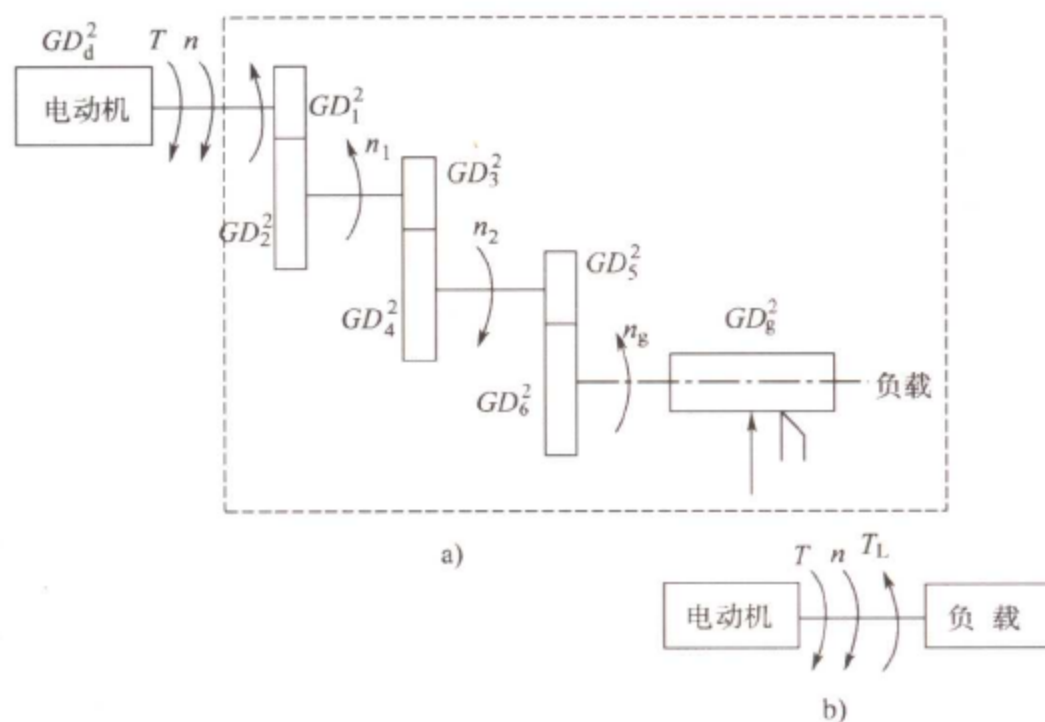 GD_d^2
T n
电动机
GD_1^2
n_1
GD_3^2
GD_2^2
n_2
GD_5^2
GD_4^2
GD_g^2
n_g
负载
GD_6^2
a)
T n T_L
电动机
负 载
b)